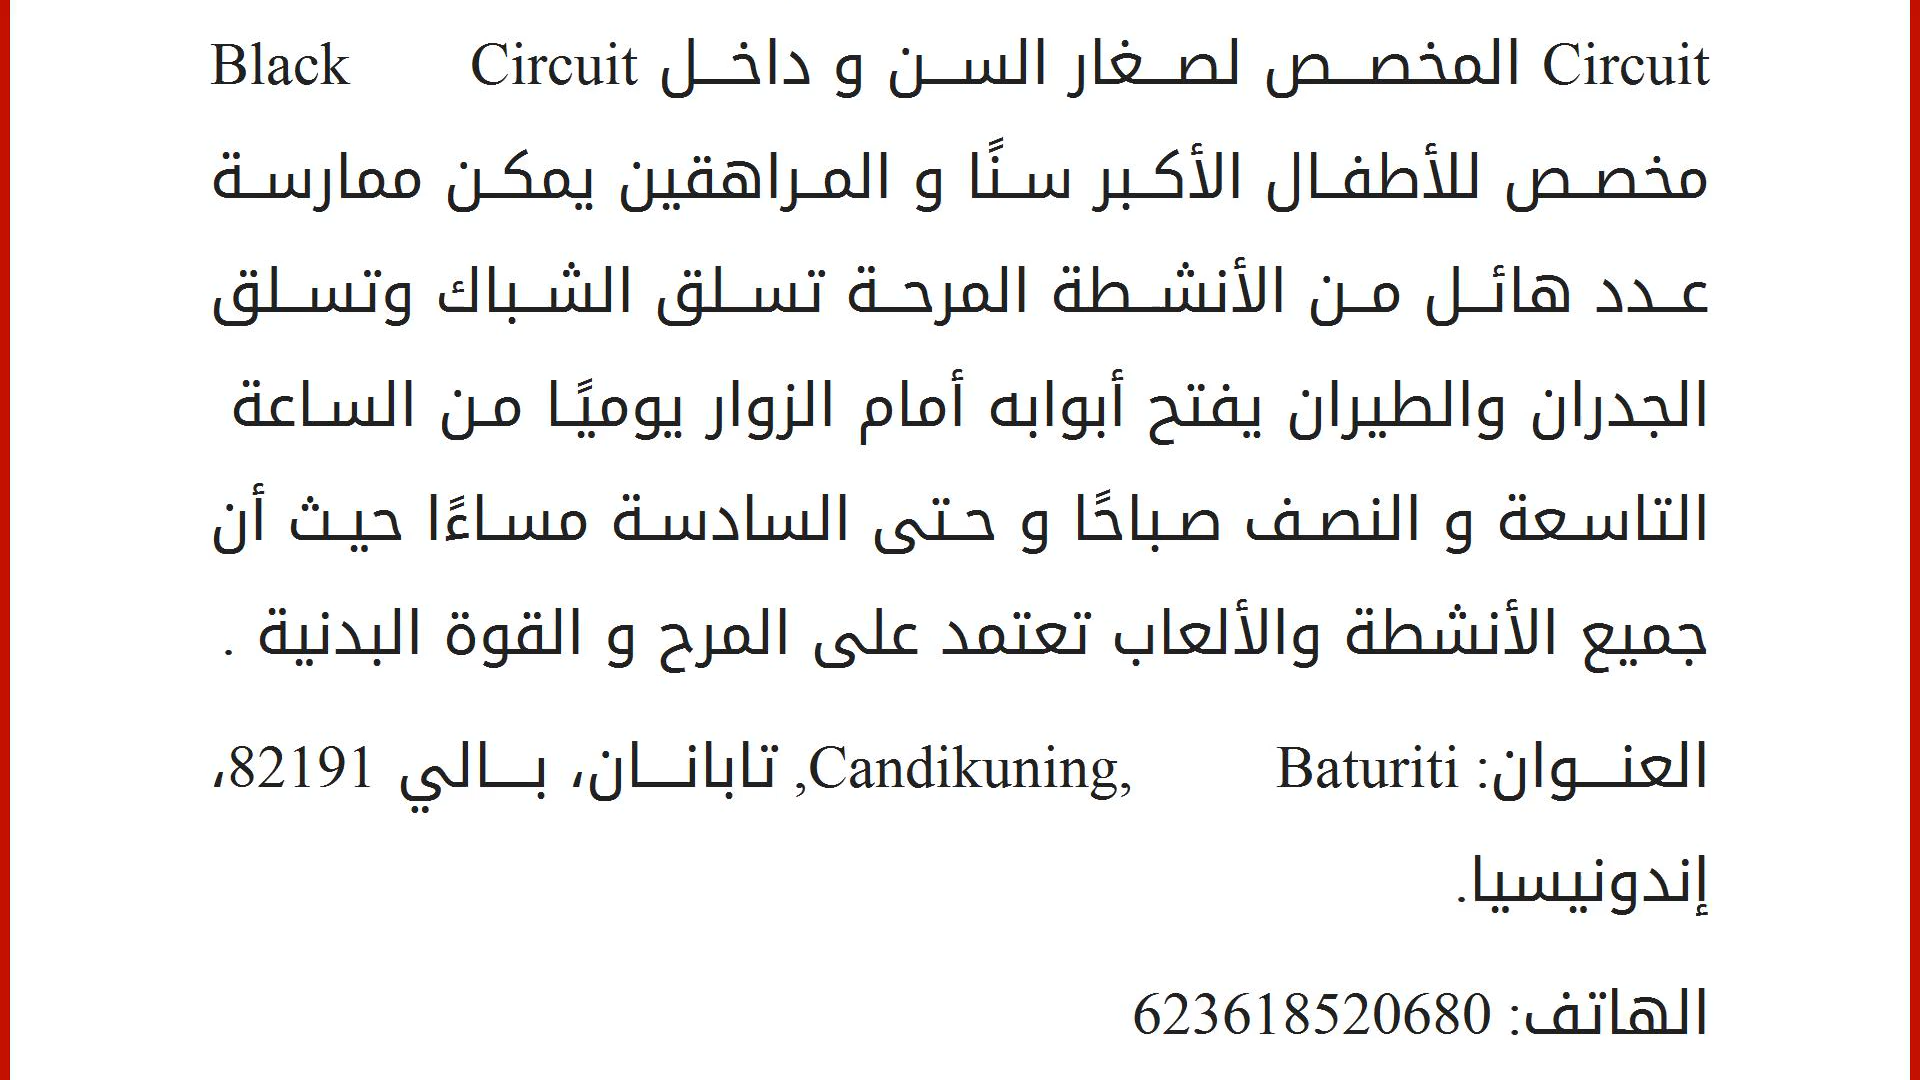 Circuit المخصص لصغار السن و داخل Black Circuit
مخصص للأطفال الأكبر سنًا و المراهقين يمكن ممارسة
عدد هائل من الأنشطة المرحة تسلق الشباك وتسلق
الجدران والطيران يفتح أبوابه أمام الزوار يوميًا من الساعة
التاسعة و النصف صباحًا و حتى السادسة مساءًا حيث أن
جميع الأنشطة والألعاب تعتمد على المرح و القوة البدنية .
العنوان: Candikuning, Baturiti, تابانان، بالي 82191،
إندونيسيا.
الهاتف: 623618520680